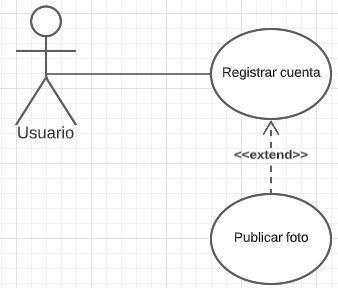 Registrar cuenta
Usuario
<<extend>>
Publicar foto